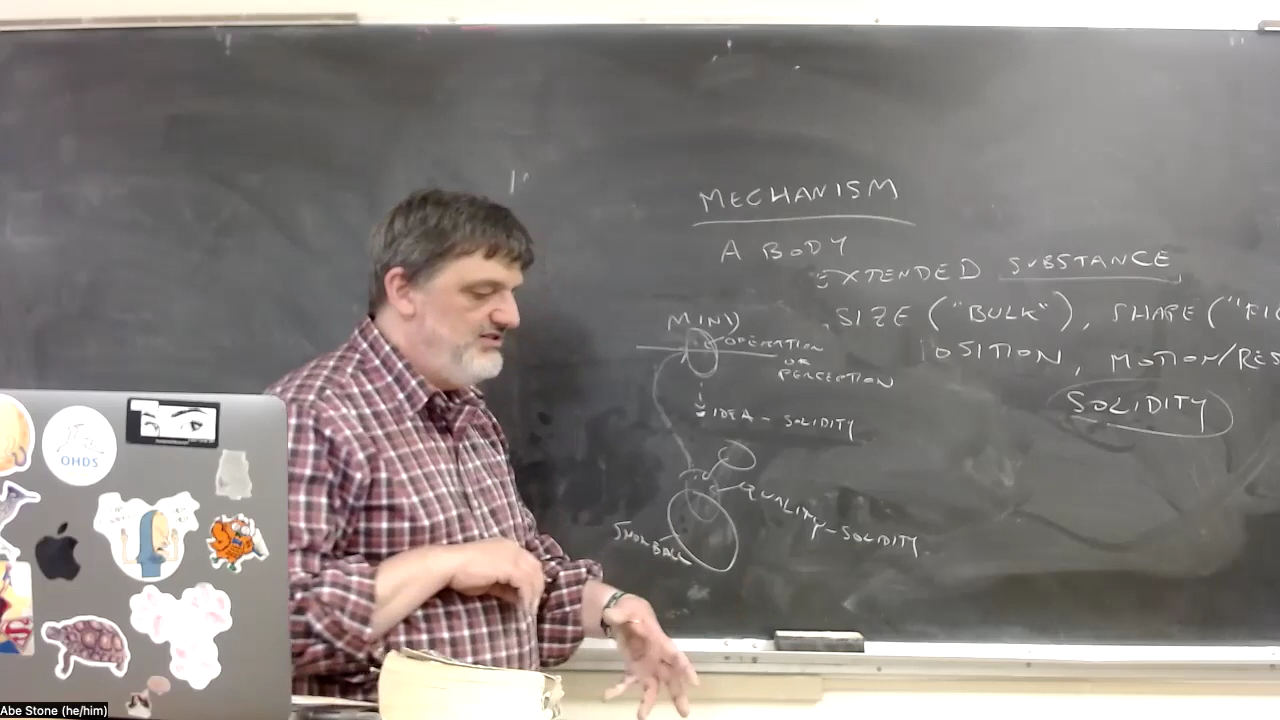 MECHANISM
A BODY
EXTENDED SUBSTANCE
SIZE ("BULK"), SHAPE ("FI
MIND
OPERATION
OR
PERCEPTION
OSITION, MOTION/RES
SOLIDITY
IDEA - SOLIDITY
QUALITY - SOLIDITY
SNOWBALL
OHDS
Abe Stone (he/him)